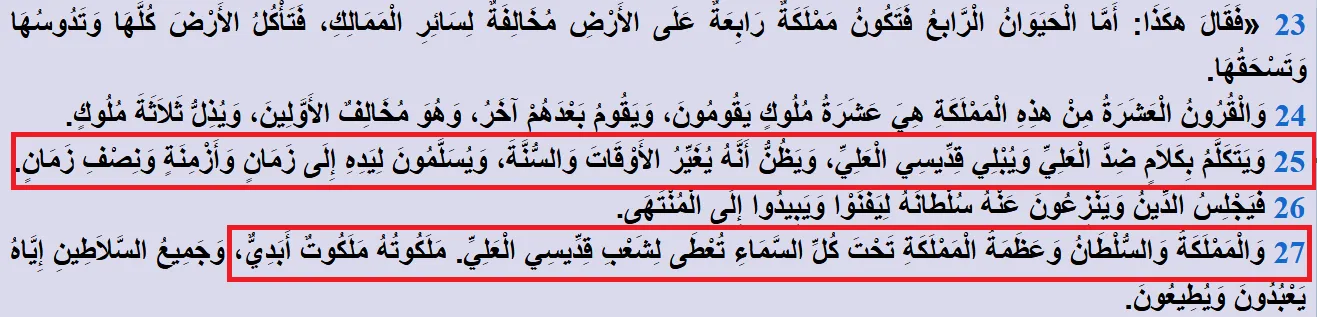 23 «فَقَالَ هكَذَا: أَمَّا الْحَيَوَانُ الْرَّابعُ فَتَكُونُ مَمْلَكَةٌ رَابِعَةٌ عَلَى الأَرْضِ مُخَالِفَةٌ لِسَائِرِ الْمَمَالِكِ، فَتَأْكُلُ الأَرْضَ كُلَّهَا وَتَدُوسُهَا
وَتَسْحَقُهَا.
24 وَالْقُرُونُ الْعَشَرَةُ مِنْ هذِهِ الْمَمْلَكَةِ هِيَ عَشَرَةُ مُلُوكٍ يَقُومُونَ، وَيَقُومُ بَعْدَهُمْ آخَرُ، وَهُوَ مُخَالِفٌ الأَوَّلِينَ، وَيُذِلُّ ثَلاَثَةَ مُلُوكٍ.
25 وَيَتَكَلَّمُ بِكَلاَمٍ ضِدَّ الْعَلِيِّ وَيُبْلِي قِدِّيسِي الْعَلِيِّ، وَيَظُنُّ أَنَّهُ يُغَيِّرُ الأَوْقَاتَ وَالسُّنَّةَ، وَيُسَلَّمُونَ لِيَدِهِ إِلَى زَمَانٍ وَأَزْمِنَةٍ وَنِصْفِ زَمَانٍ.
26 فَيَجْلِسُ الدِّينُ وَيَنْزِعُونَ عَنْهُ سُلْطَانَهُ لِيَفْنَوْا وَيَبِيدُوا إِلَى الْمُنْتَهَى.
27 وَالْمَمْلَكَةُ وَالسُّلْطَانُ وَعَظَمَةُ الْمَمْلَكَةِ تَحْتَ كُلِّ السَّمَاءِ تُعْطَى لِشَعْبِ قِدِّيسِي الْعَلِيِّ. مَلَكُوتُهُ مَلَكُوتٌ أَبَدِيٌّ، وَجَمِيعُ السَّلاَطِينِ إِيَّاهُ
يَعْبُدُونَ وَيُطِيعُونَ.